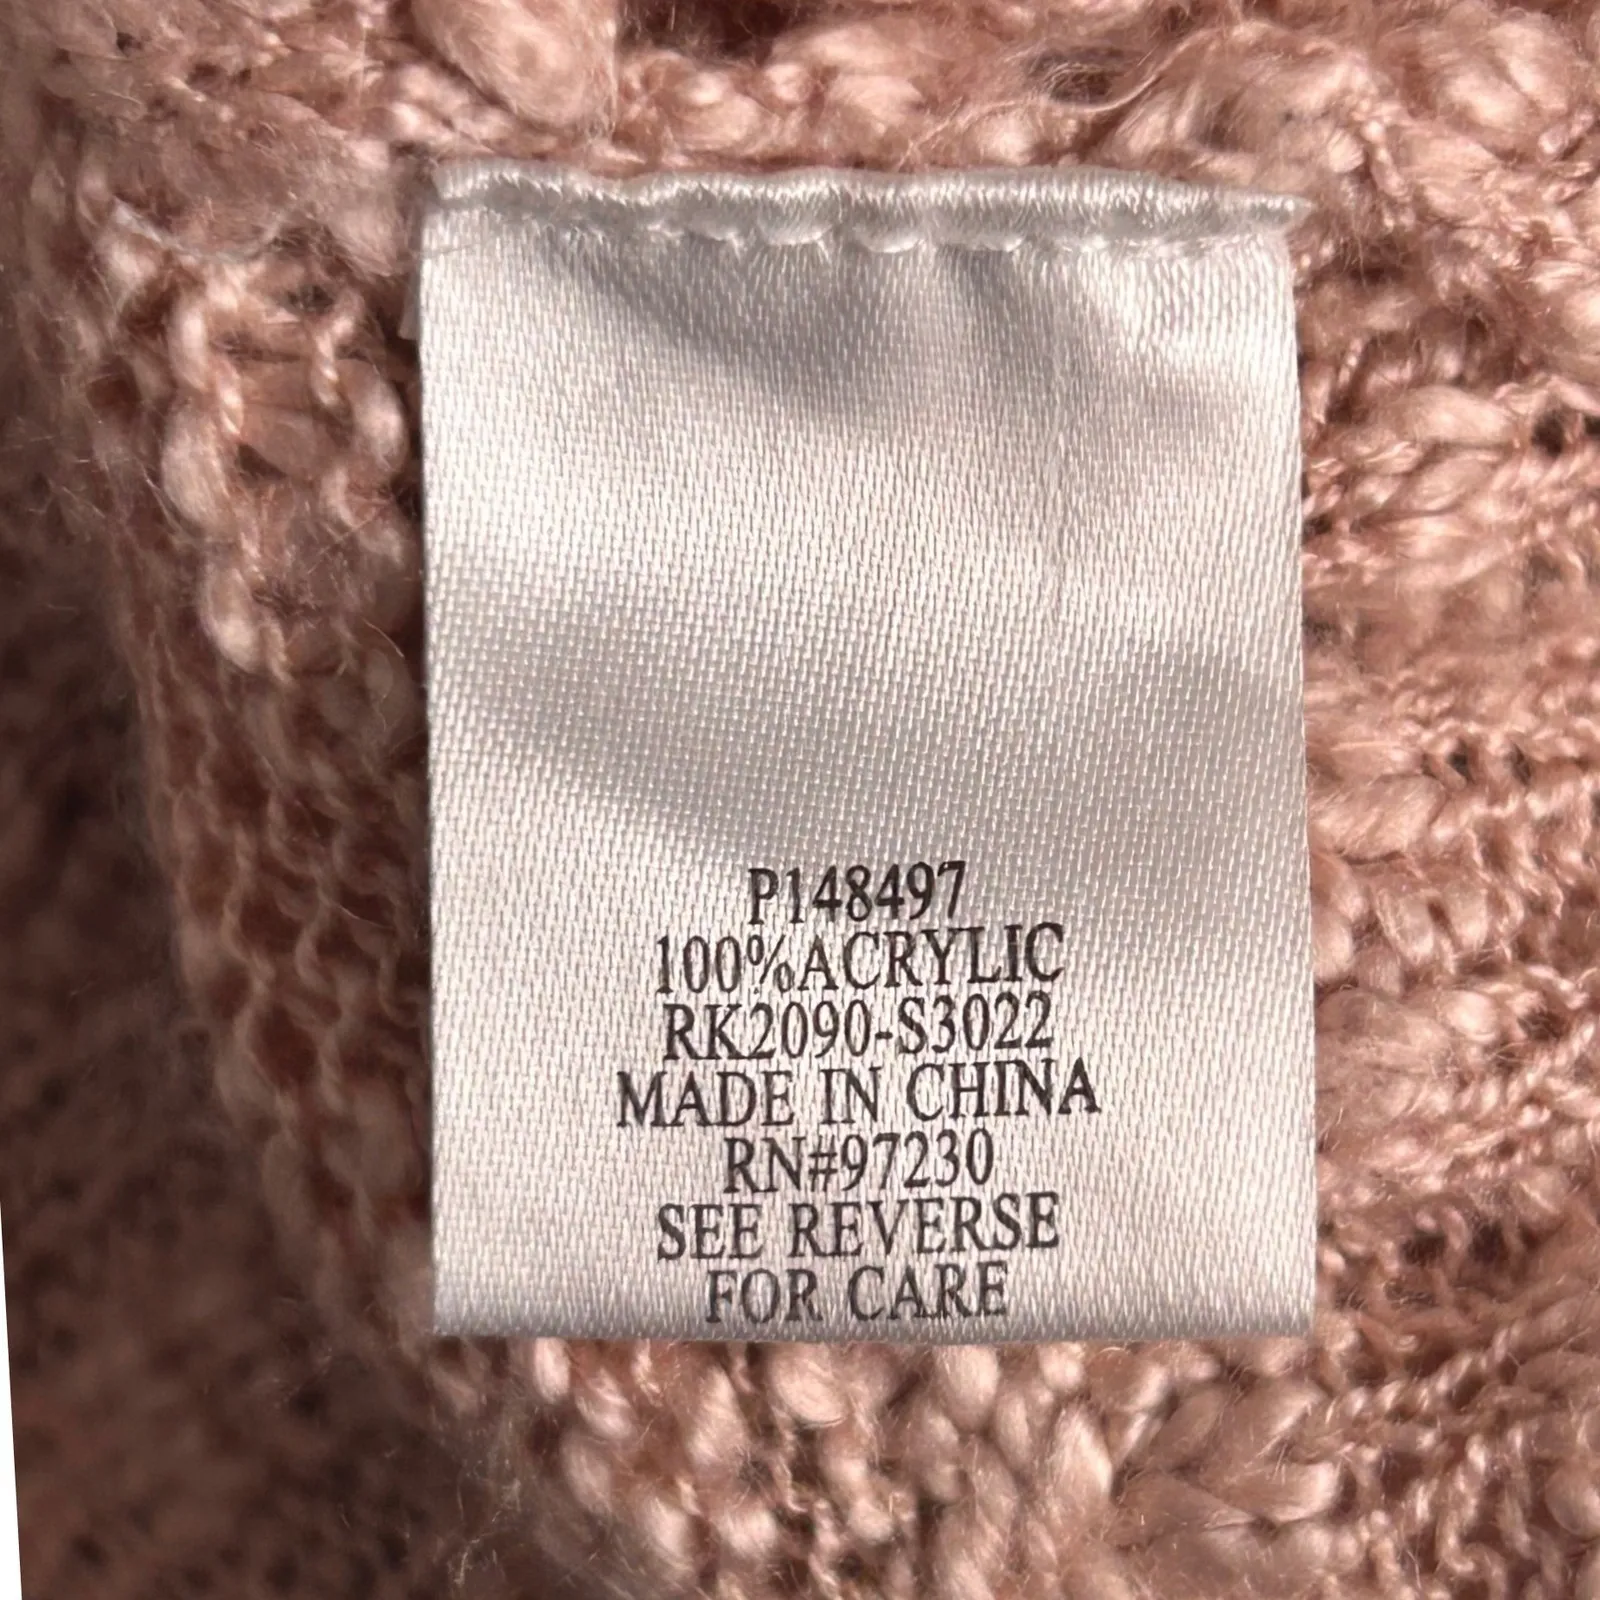 P148497
100%ACRYLIC
RK2090-S3022
MADE IN CHINA
RN#97230
SEE REVERSE
FOR CARE